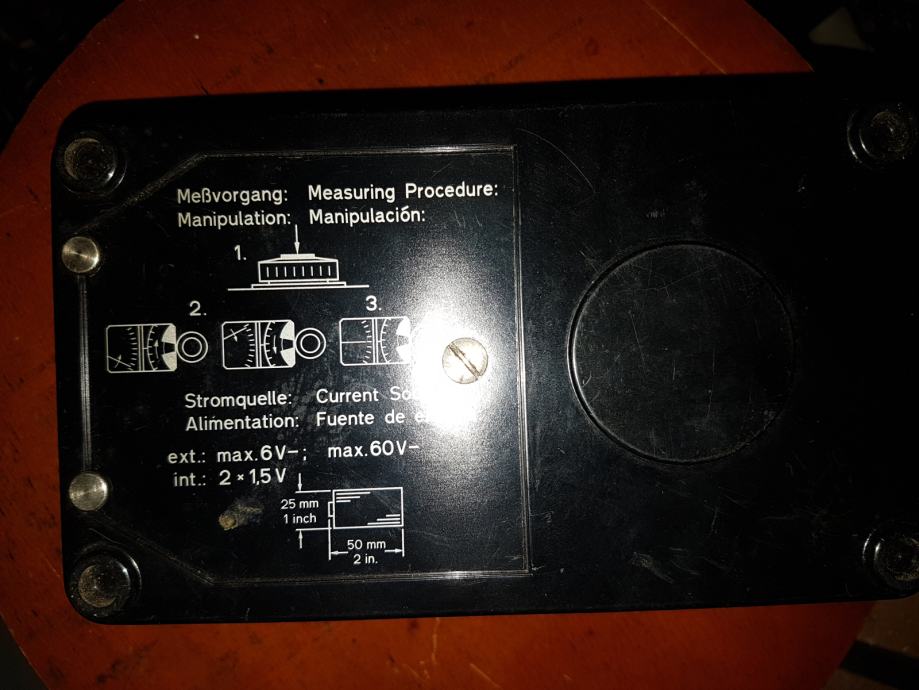 Meßvorgang: Measuring Procedure:
Manipulation: Manipulación:
1.
2. 3.
Stromquelle: Current
Alimentation: Fuente de
ext.: max.6V–; max.60V–
int.: 2 × 1,5 V
25 mm
1 inch
50 mm
2 in.